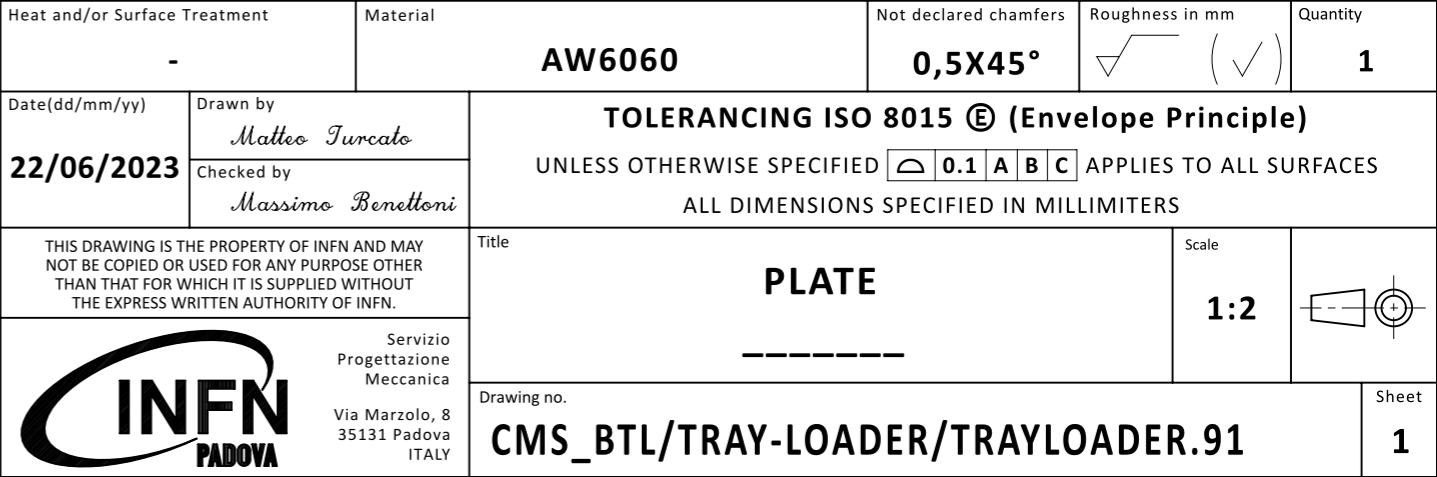 Heat and/or Surface Treatment
-
Material
AW6060
Not declared chamfers
0,5X45°
Roughness in mm
Quantity
1
Date(dd/mm/yy)
22/06/2023
Drawn by
Matteo Turcato
Checked by
Massimo Benettoni
TOLERANCING ISO 8015 Ⓔ (Envelope Principle)
UNLESS OTHERWISE SPECIFIED ⌓ 0.1 A B C APPLIES TO ALL SURFACES
ALL DIMENSIONS SPECIFIED IN MILLIMITERS
THIS DRAWING IS THE PROPERTY OF INFN AND MAY
NOT BE COPIED OR USED FOR ANY PURPOSE OTHER
THAN THAT FOR WHICH IT IS SUPPLIED WITHOUT
THE EXPRESS WRITTEN AUTHORITY OF INFN.
Title
PLATE
_______
Scale
1:2
INFN
PADOVA
Servizio
Progettazione
Meccanica
Via Marzolo, 8
35131 Padova
ITALY
Drawing no.
CMS_BTL/TRAY-LOADER/TRAYLOADER.91
Sheet
1